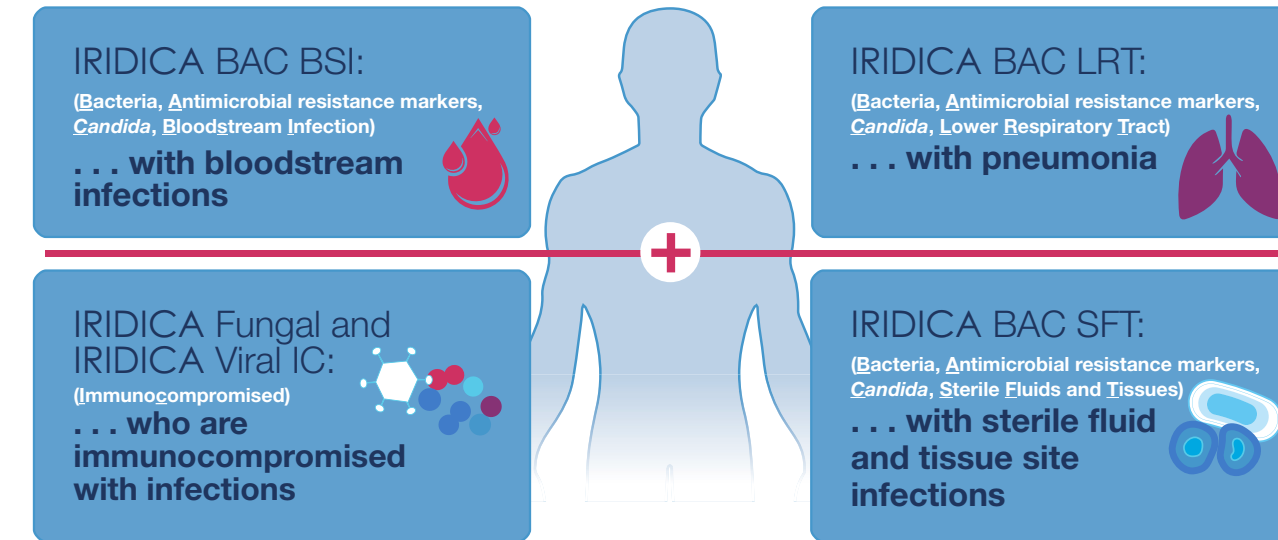 IRIDICA BAC BSI:
(Bacteria, Antimicrobial resistance markers,
Candida, Bloodstream Infection)
. . . with bloodstream
infections
IRIDICA BAC LRT:
(Bacteria, Antimicrobial resistance markers,
Candida, Lower Respiratory Tract)
. . . with pneumonia
IRIDICA Fungal and
IRIDICA Viral IC:
(Immunocompromised)
. . . who are
immunocompromised
with infections
IRIDICA BAC SFT:
(Bacteria, Antimicrobial resistance markers,
Candida, Sterile Fluids and Tissues)
. . . with sterile fluid
and tissue site
infections